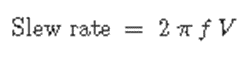 Slew rate = 2 π f V